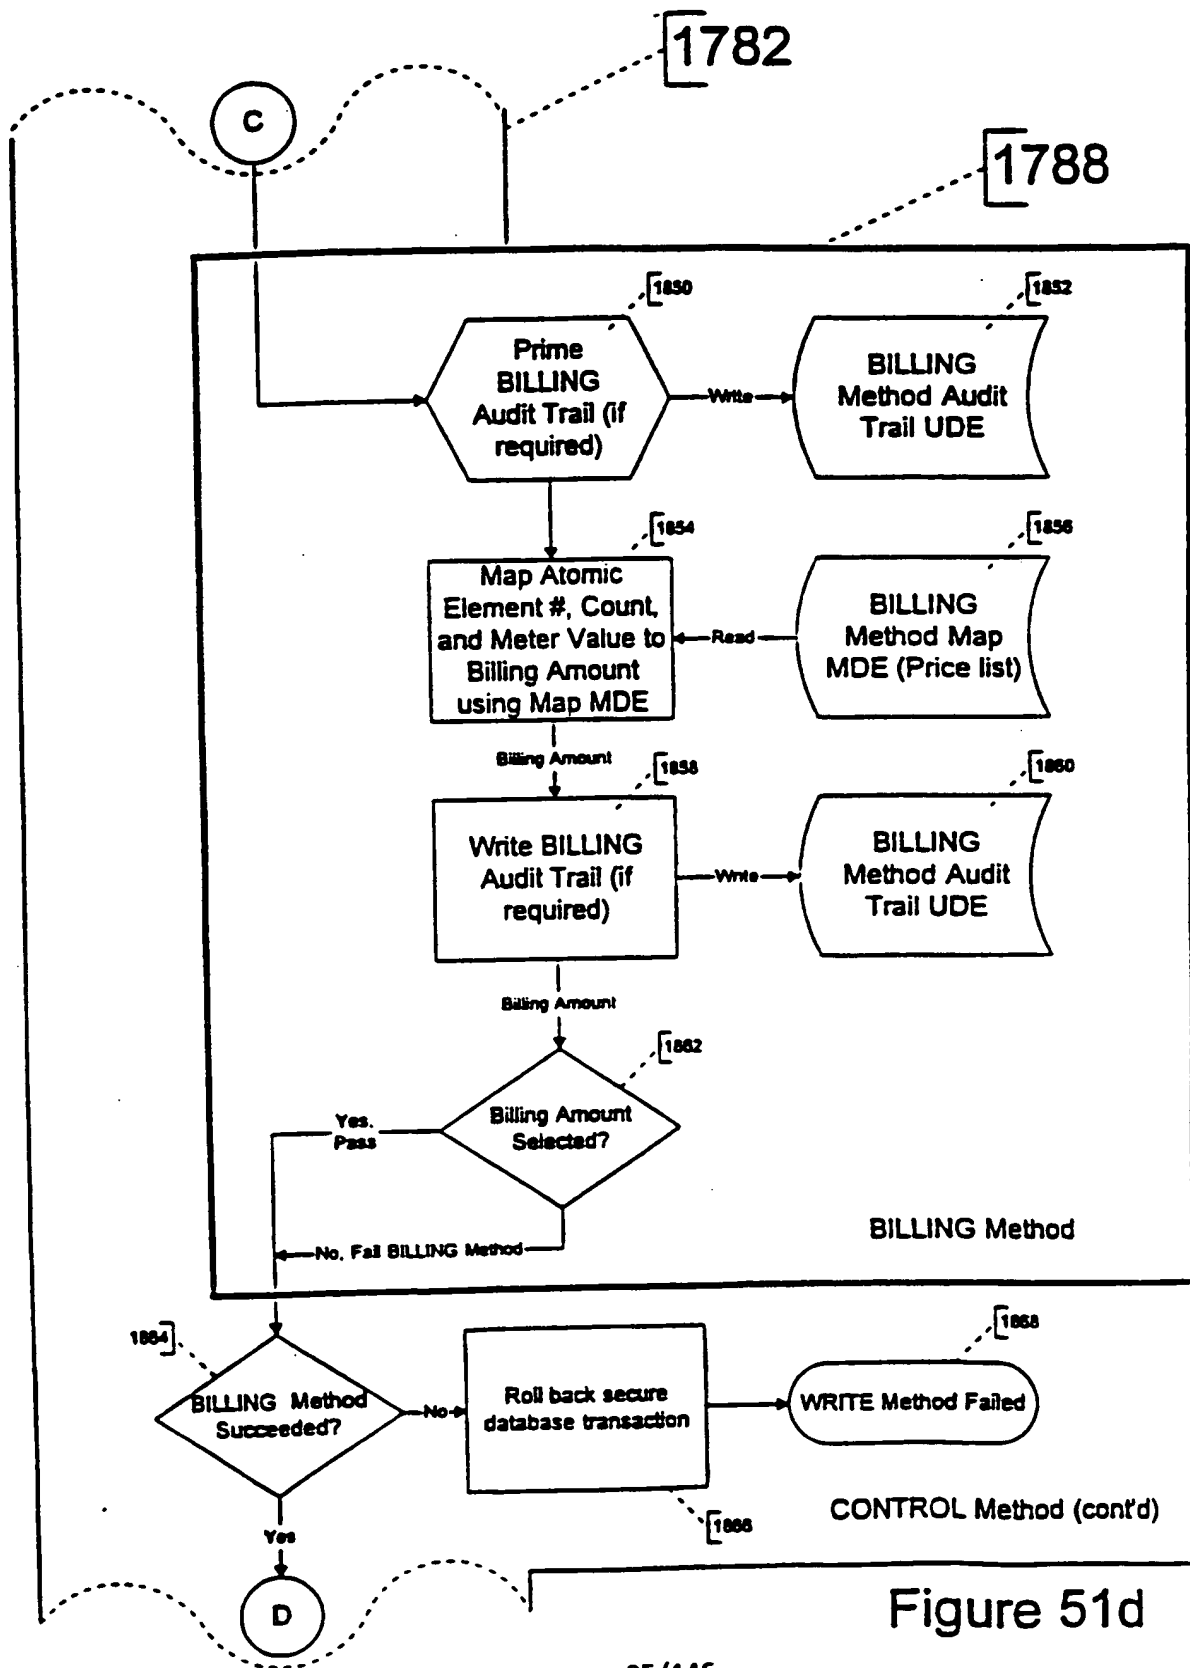 1782
C
1788
1850
1852
Prime
BILLING
Audit Trail (if
required)
Write
BILLING
Method Audit
Trail UDE
1854
1856
Map Atomic
Element #, Count,
and Meter Value to
Billing Amount
using Map MDE
Read
BILLING
Method Map
MDE (Price list)
Billing Amount
1858
1860
Write BILLING
Audit Trail (if
required)
Write
BILLING
Method Audit
Trail UDE
Billing Amount
1862
Billing Amount
Selected?
Yes,
Pass
No, Fail BILLING Method
BILLING Method
1864
BILLING Method
Succeeded?
No
Roll back secure
database transaction
1866
1868
WRITE Method Failed
CONTROL Method (cont'd)
Yes
D
Figure 51d